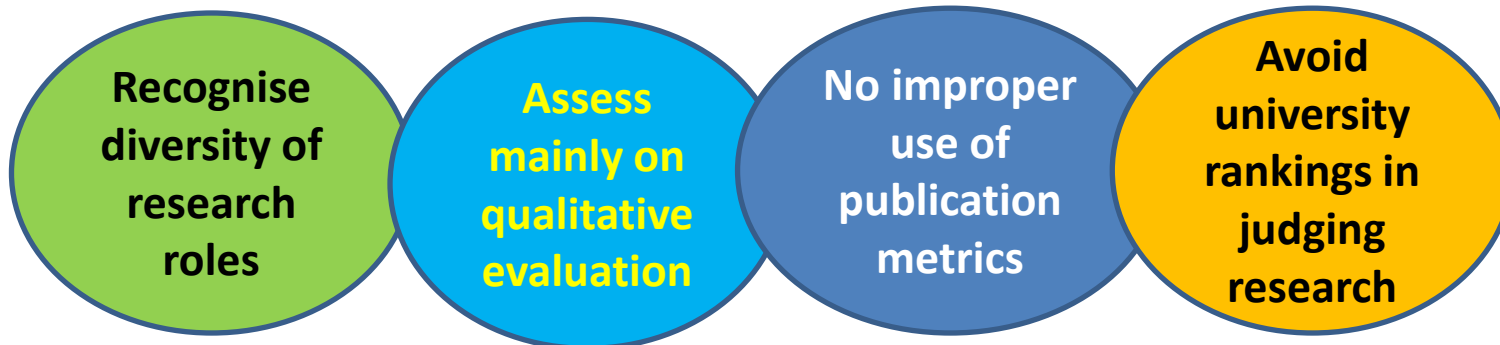 Recognise
diversity of
research
roles
Assess
mainly on
qualitative
evaluation
No improper
use of
publication
metrics
Avoid
university
rankings in
judging
research